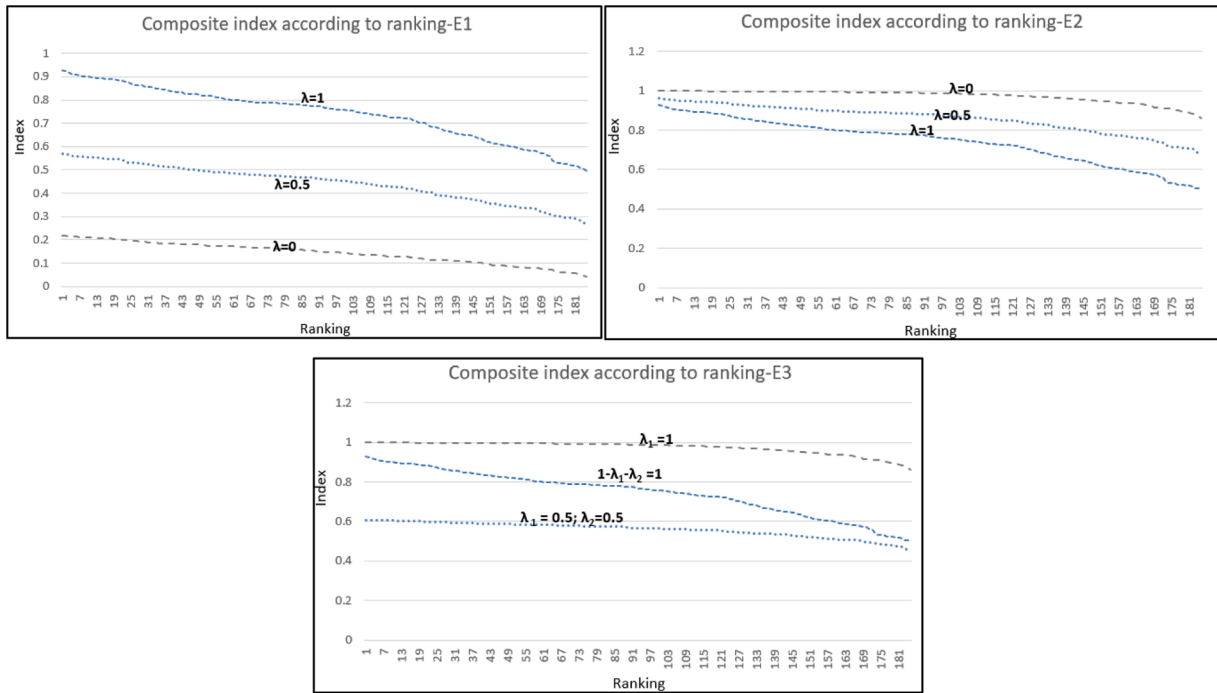 Composite index according to ranking-E1
1
0.9
0.8
0.7
0.6
0.5
0.4
0.3
0.2
0.1
0
Index
λ=1
λ=0.5
λ=0
1 7 13 19 25 31 37 43 49 55 61 67 73 79 85 91 97 103 109 115 121 127 133 139 145 151 157 163 169 175 181
Ranking
Composite index according to ranking-E2
1.2
1
0.8
0.6
0.4
0.2
0
Index
λ=0
λ=0.5
λ=1
1 7 13 19 25 31 37 43 49 55 61 67 73 79 85 91 97 103 109 115 121 127 133 139 145 151 157 163 169 175 181
Ranking
Composite index according to ranking-E3
1.2
1
0.8
0.6
0.4
0.2
0
Index
λ₁ =1
1-λ₁-λ₂ =1
λ₁ = 0.5; λ₂=0.5
1 7 13 19 25 31 37 43 49 55 61 67 73 79 85 91 97 103 109 115 121 127 133 139 145 151 157 163 169 175 181
Ranking